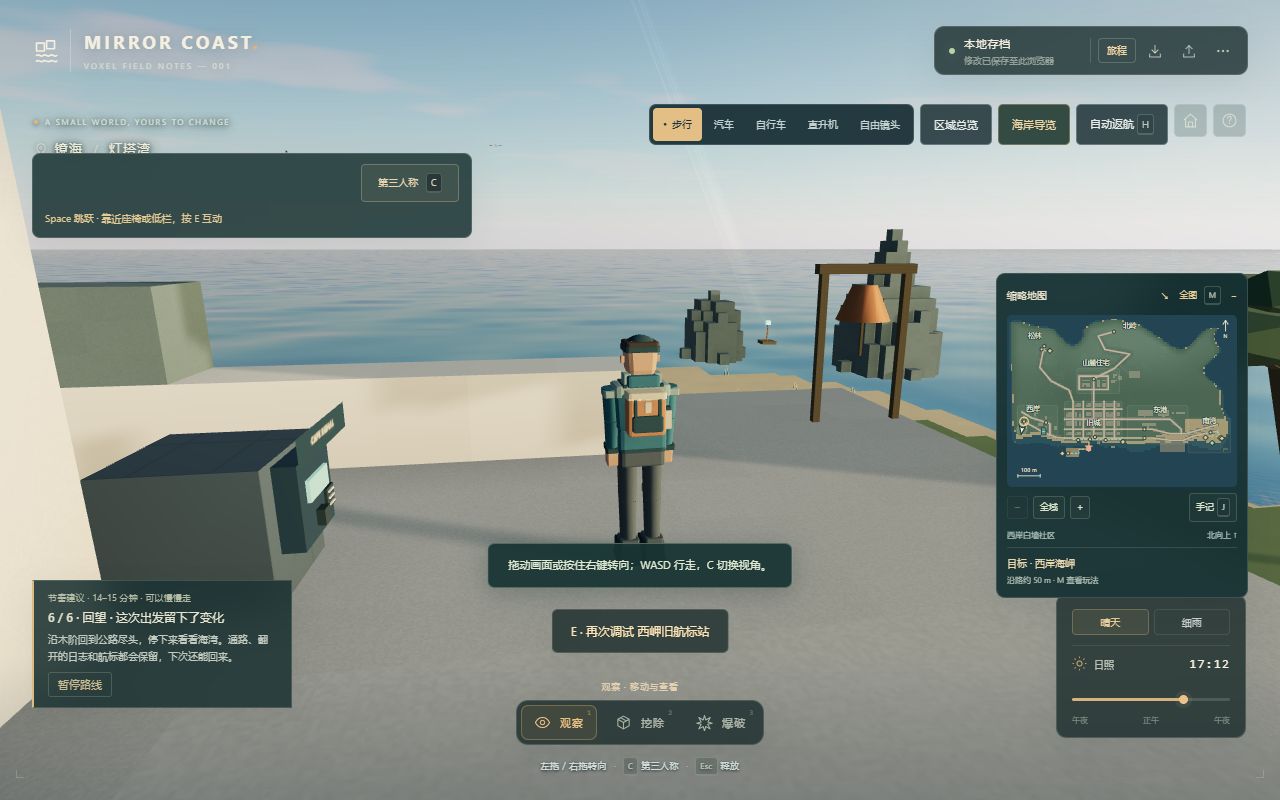 MIRROR COAST.
VOXEL FIELD NOTES — 001
本地存档
修改已保存至此浏览器
旅程
A SMALL WORLD, YOURS TO CHANGE
镜海 / 灯塔湾
步行 汽车 自行车 直升机 自由镜头
区域总览
海岸导览
自动返航 H
第三人称 C
Space 跳跃 · 靠近座椅或低栏，按 E 互动
缩略地图
全图 M
松林
北岭
山麓住宅
西岸
旧城
东港
南湾
N
100 m
− 全域 +
手记 J
西岸白墙社区
北向上 ↑
目标 · 西岸海岬
沿路约 50 m · M 查看玩法
拖动画面或按住右键转向；WASD 行走，C 切换视角。
节奏建议 · 14–15 分钟 · 可以慢慢走
6 / 6 · 回望 · 这次出发留下了变化
沿木阶回到公路尽头，停下来看看海湾。通路、翻
开的日志和航标都会保留，下次还能回来。
暂停路线
E · 再次调试 西岬旧航标站
观察 · 移动与查看
观察 1
挖除 2
爆破 3
左拖 / 右拖转向 · C 第三人称 · Esc 释放
晴天
细雨
日照
17:12
午夜 正午 午夜